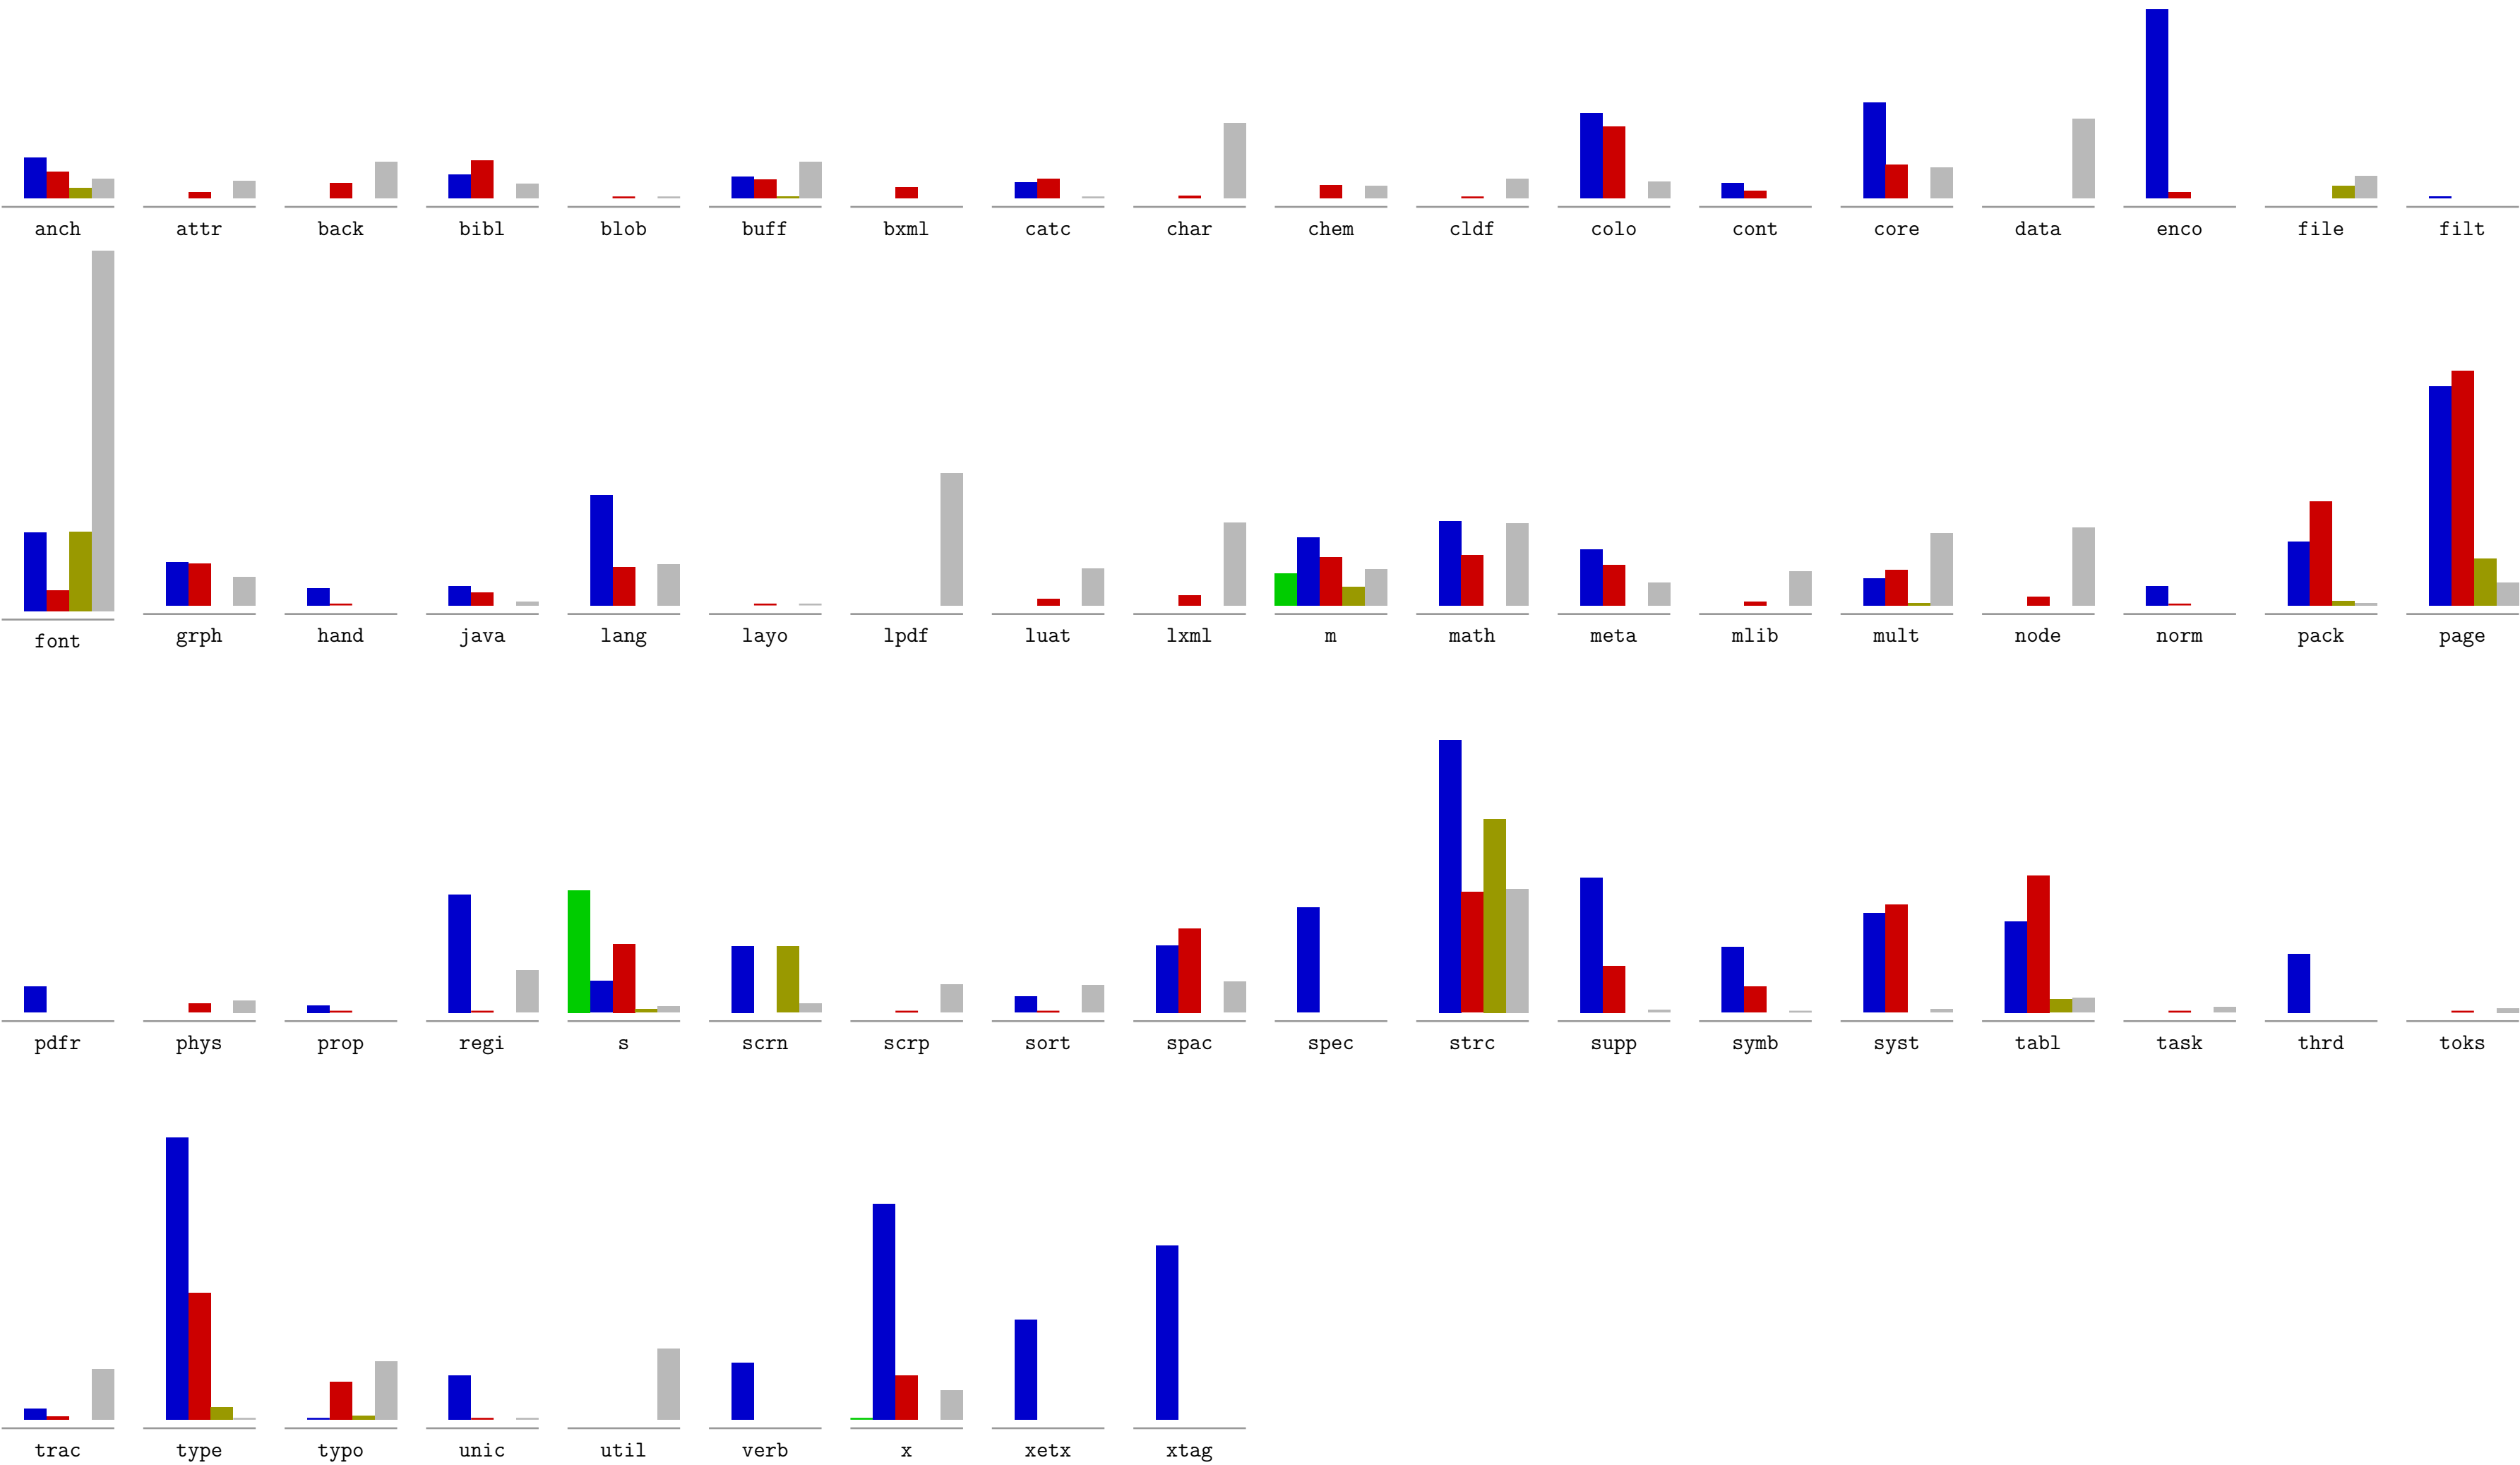 anch attr back bibl blob buff bxml catc char chem cldf colo cont core data enco file filt
font grph hand java lang layo lpdf luat lxml m math meta mlib mult node norm pack page
pdfr phys prop regi s scrn scrp sort spac spec strc supp symb syst tabl task thrd toks
trac type typo unic util verb x xetx xtag